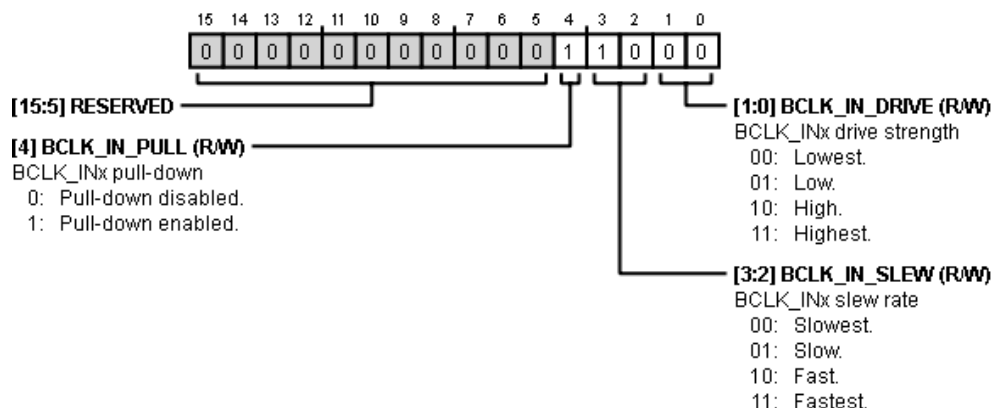 15 14 13 12 11 10 9 8 7 6 5 4 3 2 1 0
0 0 0 0 0 0 0 0 0 0 0 1 1 0 0 0
[15:5] RESERVED
[4] BCLK_IN_PULL (R/W)
BCLK_INx pull-down
0: Pull-down disabled.
1: Pull-down enabled.
[1:0] BCLK_IN_DRIVE (R/W)
BCLK_INx drive strength
00: Lowest.
01: Low.
10: High.
11: Highest.
[3:2] BCLK_IN_SLEW (R/W)
BCLK_INx slew rate
00: Slowest.
01: Slow.
10: Fast.
11: Fastest.